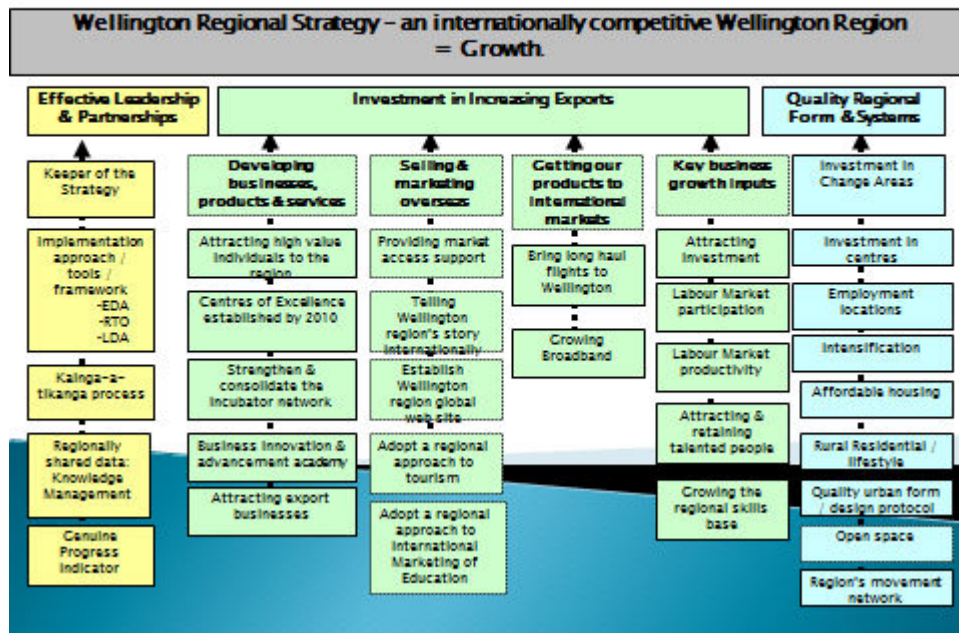 Wellington Regional Strategy – an internationally competitive Wellington Region
= Growth.
Effective Leadership
& Partnerships
Investment in Increasing Exports
Quality Regional
Form & Systems
Keeper of the
Strategy
Implementation
approach /
tools /
framework
-EDA
-RTO
-LDA
Kainga-a-
tikanga process
Regionally
shared data:
Knowledge
Management
Genuine
Progress
Indicator
Developing
businesses,
products & services
Attracting high value
individuals to the
region
Centres of Excellence
established by 2010
Strengthen &
consolidate the
incubator network
Business innovation &
advancement academy
Attracting export
businesses
Selling &
marketing
overseas
Providing market
access support
Telling
Wellington
region's story
internationally
Establish
Wellington
region global
web site
Adopt a regional
approach to
tourism
Adopt a regional
approach to
International
Marketing of
Education
Getting our
products to
international
markets
Bring long haul
flights to
Wellington
Growing
Broadband
Key business
growth inputs
Attracting
investment
Labour Market
participation
Labour Market
productivity
Attracting &
retaining
talented people
Growing the
regional skills
base
Investment in
Change Areas
Investment in
centres
Employment
locations
Intensification
Affordable housing
Rural Residential /
lifestyle
Quality urban form
/ design protocol
Open space
Region's movement
network